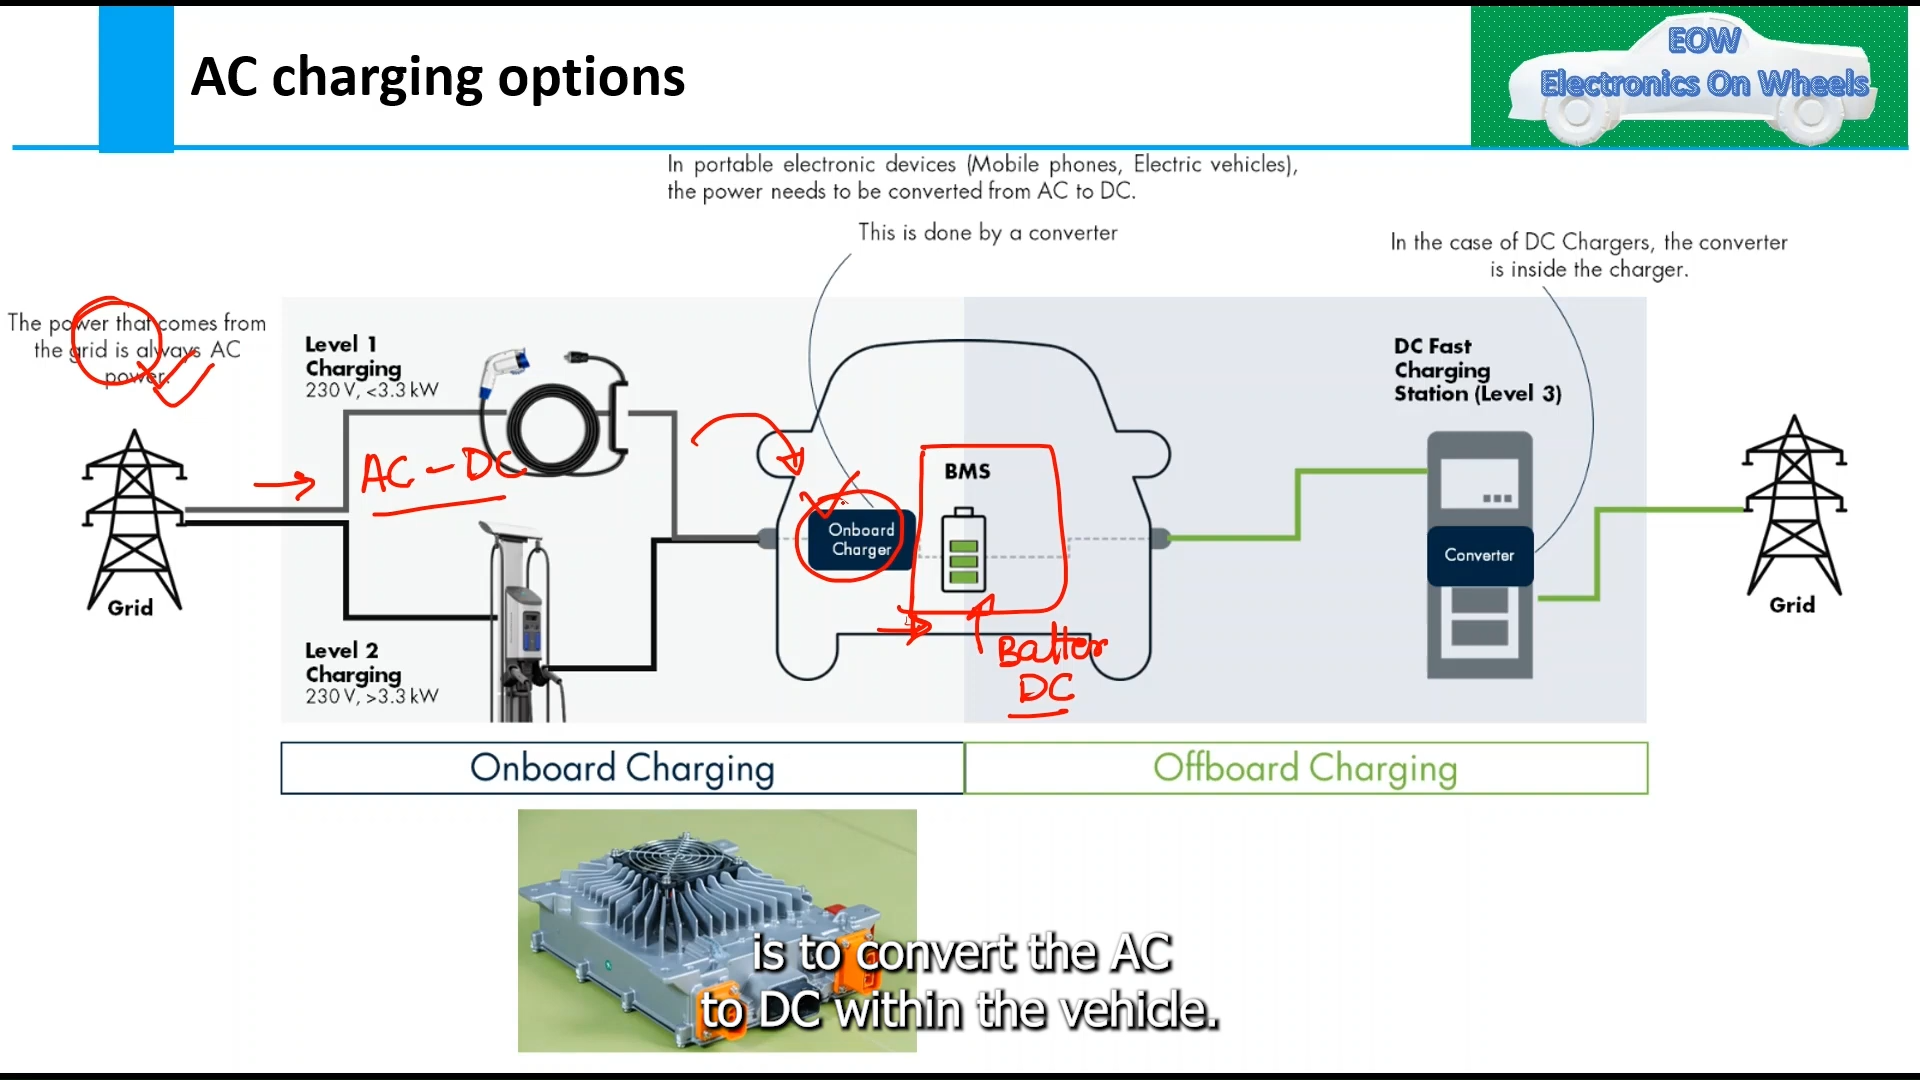 AC charging options
EOW
Electronics On Wheels
In portable electronic devices (Mobile phones, Electric vehicles),
the power needs to be converted from AC to DC.
This is done by a converter
In the case of DC Chargers, the converter
is inside the charger.
The power that comes from
the grid is always AC
power.
Level 1
Charging
230 V, <3.3 kW
AC - DC
Grid
Level 2
Charging
230 V, >3.3 kW
BMS
Onboard
Charger
Batter
DC
DC Fast
Charging
Station (Level 3)
Converter
Grid
Onboard Charging
Offboard Charging
is to convert the AC
to DC within the vehicle.